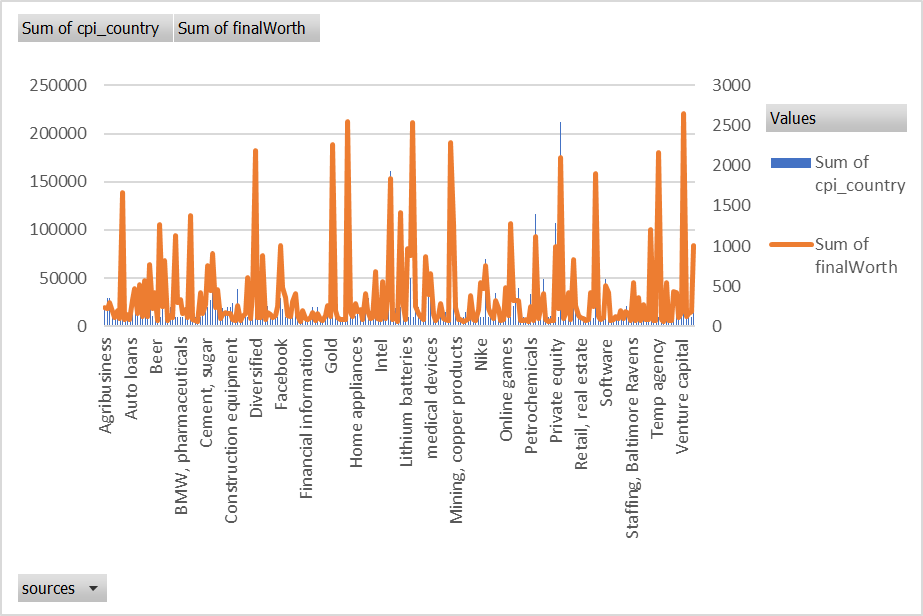 Sum of cpi_country
Sum of finalWorth
250000
200000
150000
100000
50000
0
3000
2500
2000
1500
1000
500
0
Values
Sum of
cpi_country
Sum of
finalWorth
Agribusiness
Auto loans
Beer
BMW, pharmaceuticals
Cement, sugar
Construction equipment
Diversified
Facebook
Financial information
Gold
Home appliances
Intel
Lithium batteries
medical devices
Mining, copper products
Nike
Online games
Petrochemicals
Private equity
Retail, real estate
Software
Staffing, Baltimore Ravens
Temp agency
Venture capital
sources